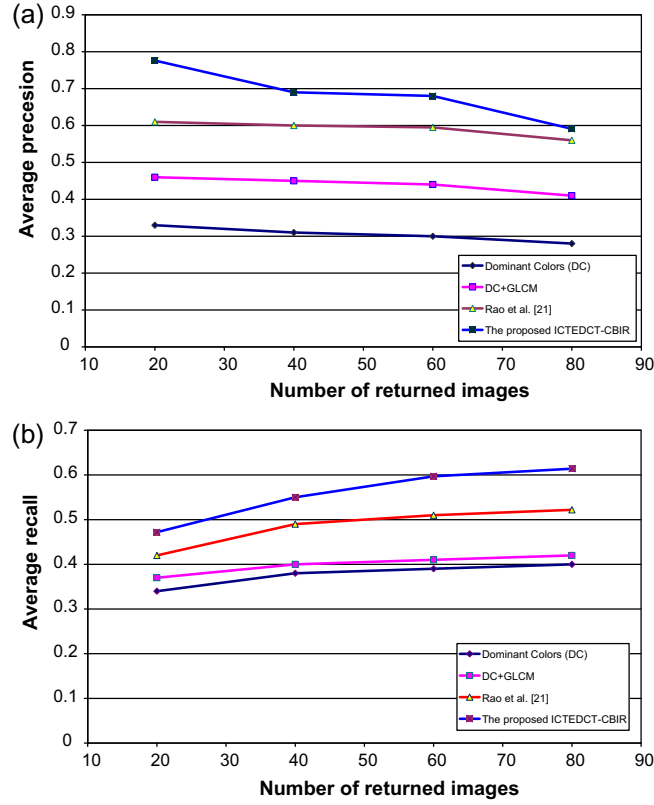 (a)
0.9
0.8
0.7
0.6
0.5
0.4
0.3
0.2
0.1
0
Average precesion
10 20 30 40 50 60 70 80 90
Number of returned images
Dominant Colors (DC)
DC+GLCM
Rao et al. [21]
The proposed ICTEDCT-CBIR
(b)
0.7
0.6
0.5
0.4
0.3
0.2
0.1
0
Average recall
10 20 30 40 50 60 70 80 90
Number of returned images
Dominant Colors (DC)
DC+GLCM
Rao et al. [21]
The proposed ICTEDCT-CBIR